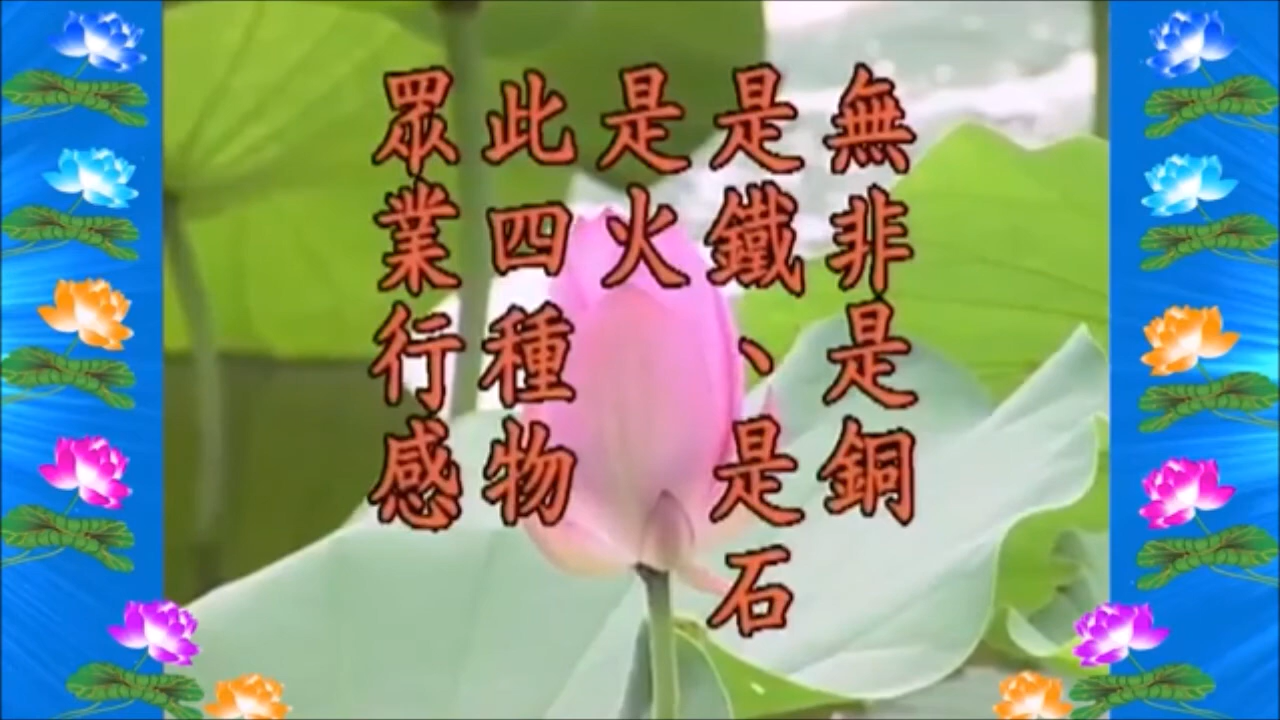 無非是銅
是鐵、是石
是火
此四種物
眾業行感